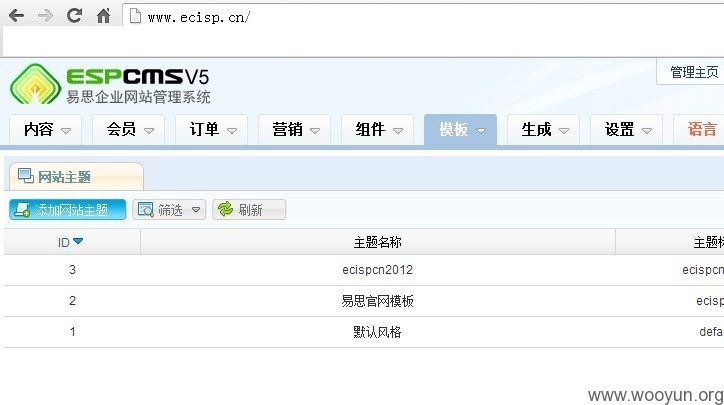 www.ecisp.cn/
ESPCMS V5
易思企业网站管理系统
管理主页
内容 会员 订单 营销 组件 模板 生成 设置 语言
网站主题
添加网站主题 筛选 刷新
ID 主题名称 主题标
3 ecispcn2012 ecispcn
2 易思官网模板 ecisp
1 默认风格 defa
www.wooyun.org